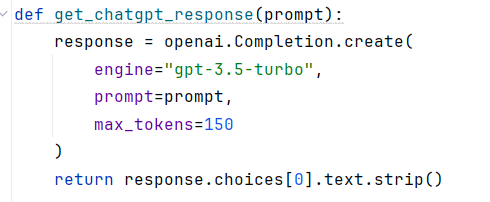 def get_chatgpt_response(prompt):
    response = openai.Completion.create(
        engine="gpt-3.5-turbo",
        prompt=prompt,
        max_tokens=150
    )
    return response.choices[0].text.strip()